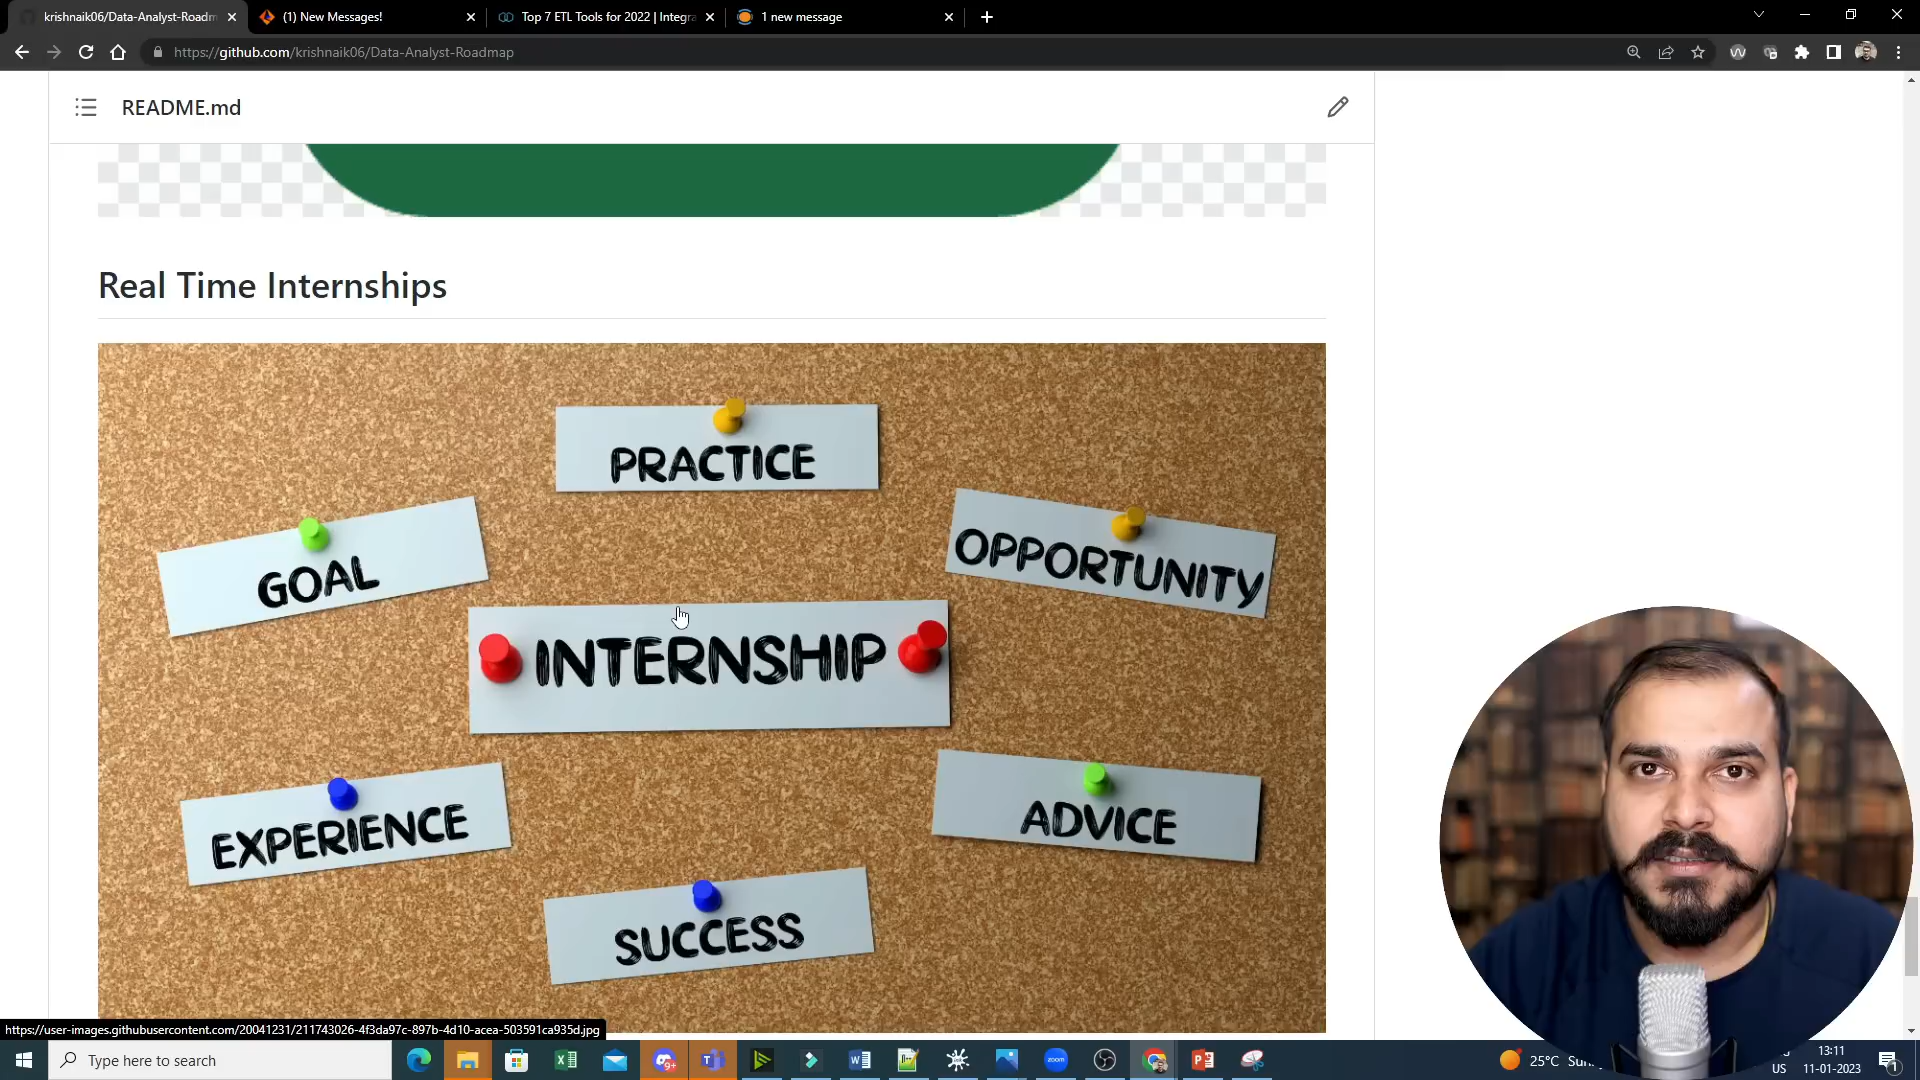 krishnaik06/Data-Analyst-Roadm
(1) New Messages!
Top 7 ETL Tools for 2022 | Integra
1 new message
https://github.com/krishnaik06/Data-Analyst-Roadmap
README.md
Real Time Internships
PRACTICE
OPPORTUNITY
GOAL
INTERNSHIP
EXPERIENCE
ADVICE
SUCCESS
https://user-images.githubusercontent.com/20041231/211743026-4f3da97c-897b-4d10-acea-503591ca935d.jpg
Type here to search
9+
zoom
25°C
US
13:11
11-01-2023
1